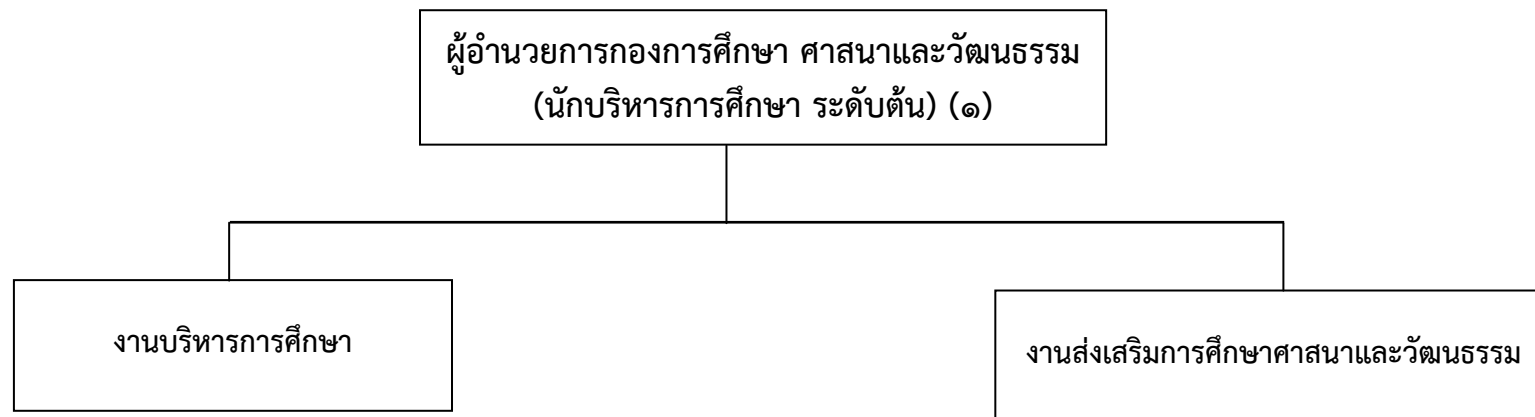 ผู้อำนวยการกองการศึกษา ศาสนาและวัฒนธรรม
(นักบริหารการศึกษา ระดับต้น) (๑)
งานบริหารการศึกษา
งานส่งเสริมการศึกษาศาสนาและวัฒนธรรม